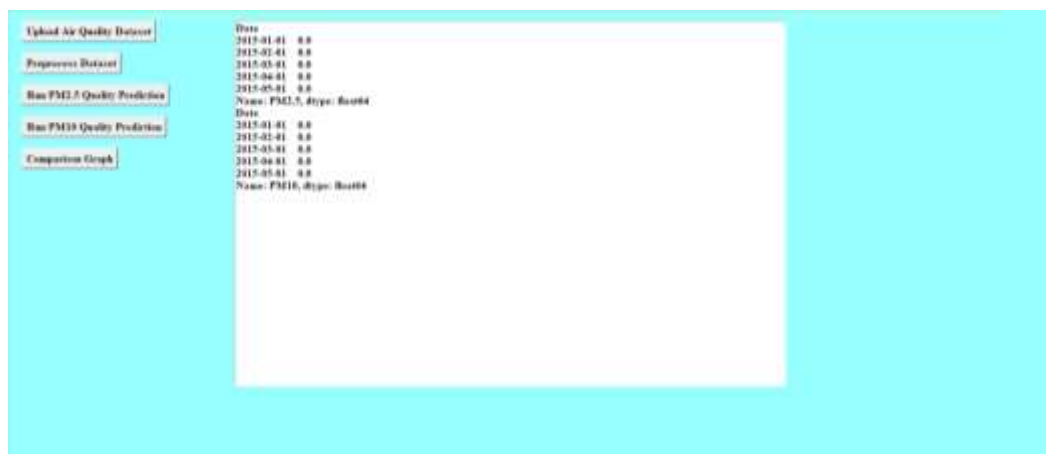 Upload Air Quality Dataset
Preprocess Dataset
Run PM2.5 Quality Prediction
Run PM10 Quality Prediction
Comparison Graph
Date
2015-01-01 0.0
2015-02-01 0.0
2015-03-01 0.0
2015-04-01 0.0
2015-05-01 0.0
Name: PM2.5, dtype: float64
Date
2015-01-01 0.0
2015-02-01 0.0
2015-03-01 0.0
2015-04-01 0.0
2015-05-01 0.0
Name: PM10, dtype: float64